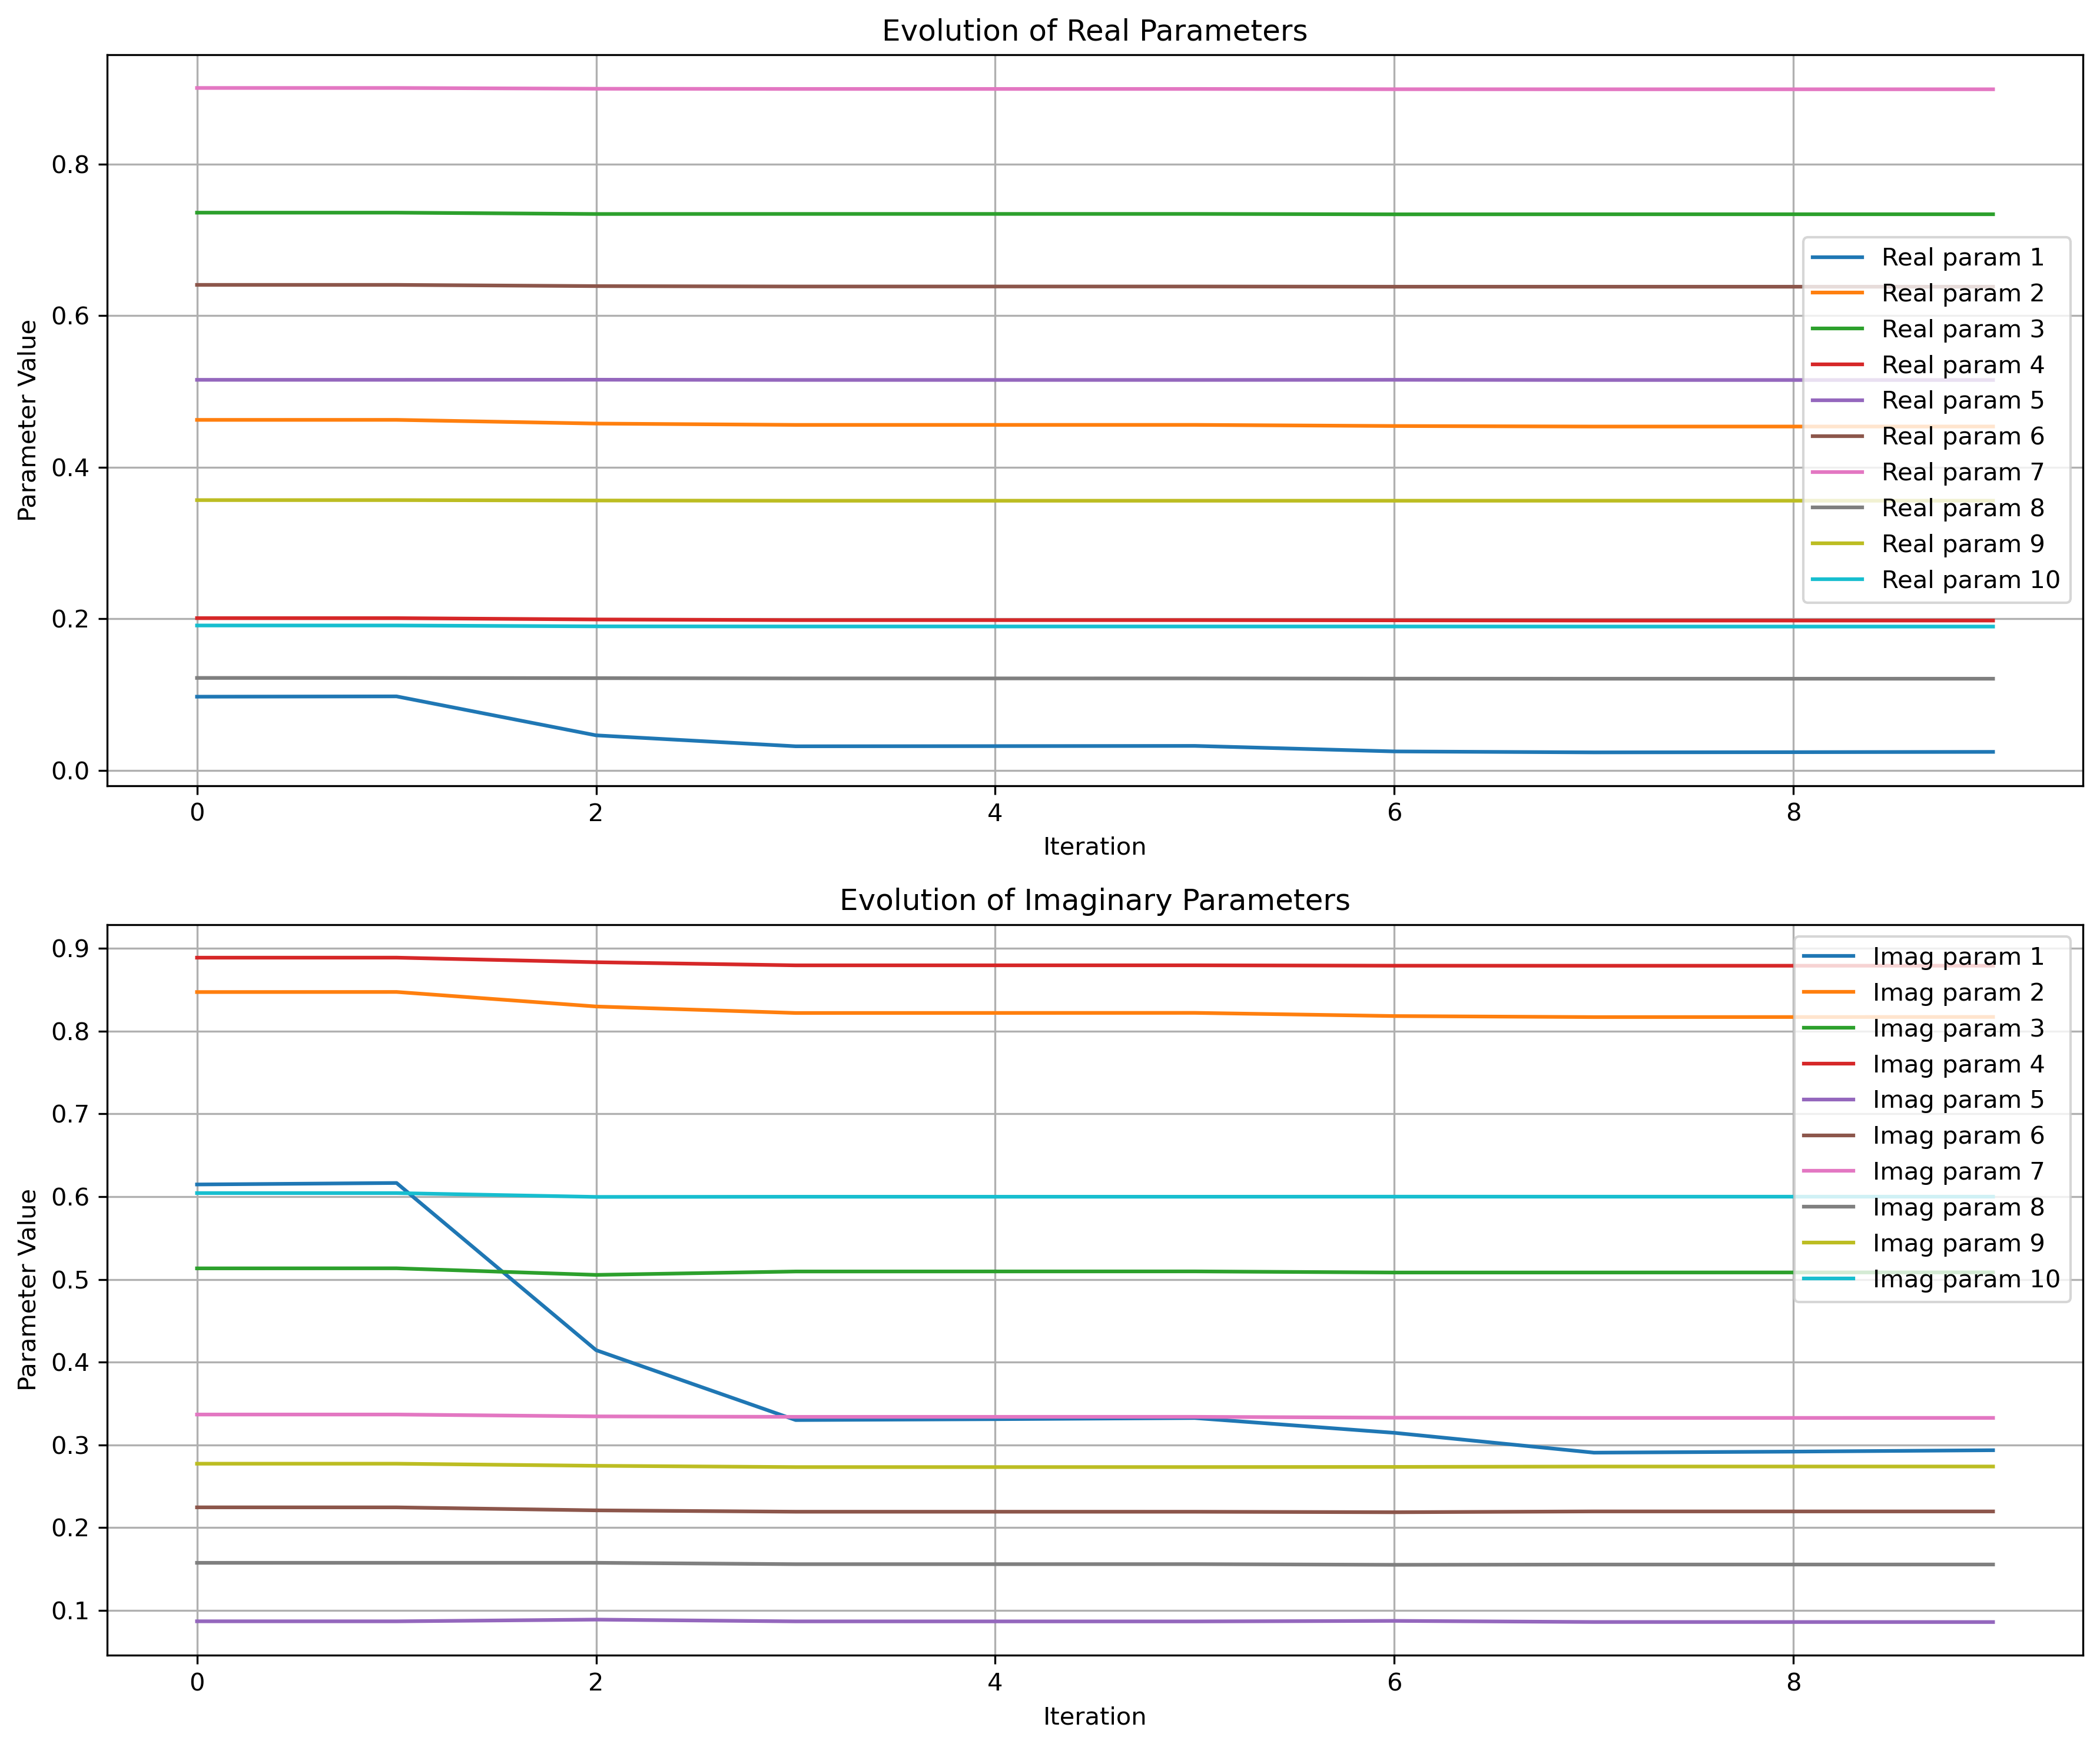 Evolution of Real Parameters
Parameter Value
0.8
0.6
0.4
0.2
0.0
Real param 1
Real param 2
Real param 3
Real param 4
Real param 5
Real param 6
Real param 7
Real param 8
Real param 9
Real param 10
0 2 4 6 8
Iteration
Evolution of Imaginary Parameters
Parameter Value
0.9
0.8
0.7
0.6
0.5
0.4
0.3
0.2
0.1
Imag param 1
Imag param 2
Imag param 3
Imag param 4
Imag param 5
Imag param 6
Imag param 7
Imag param 8
Imag param 9
Imag param 10
0 2 4 6 8
Iteration